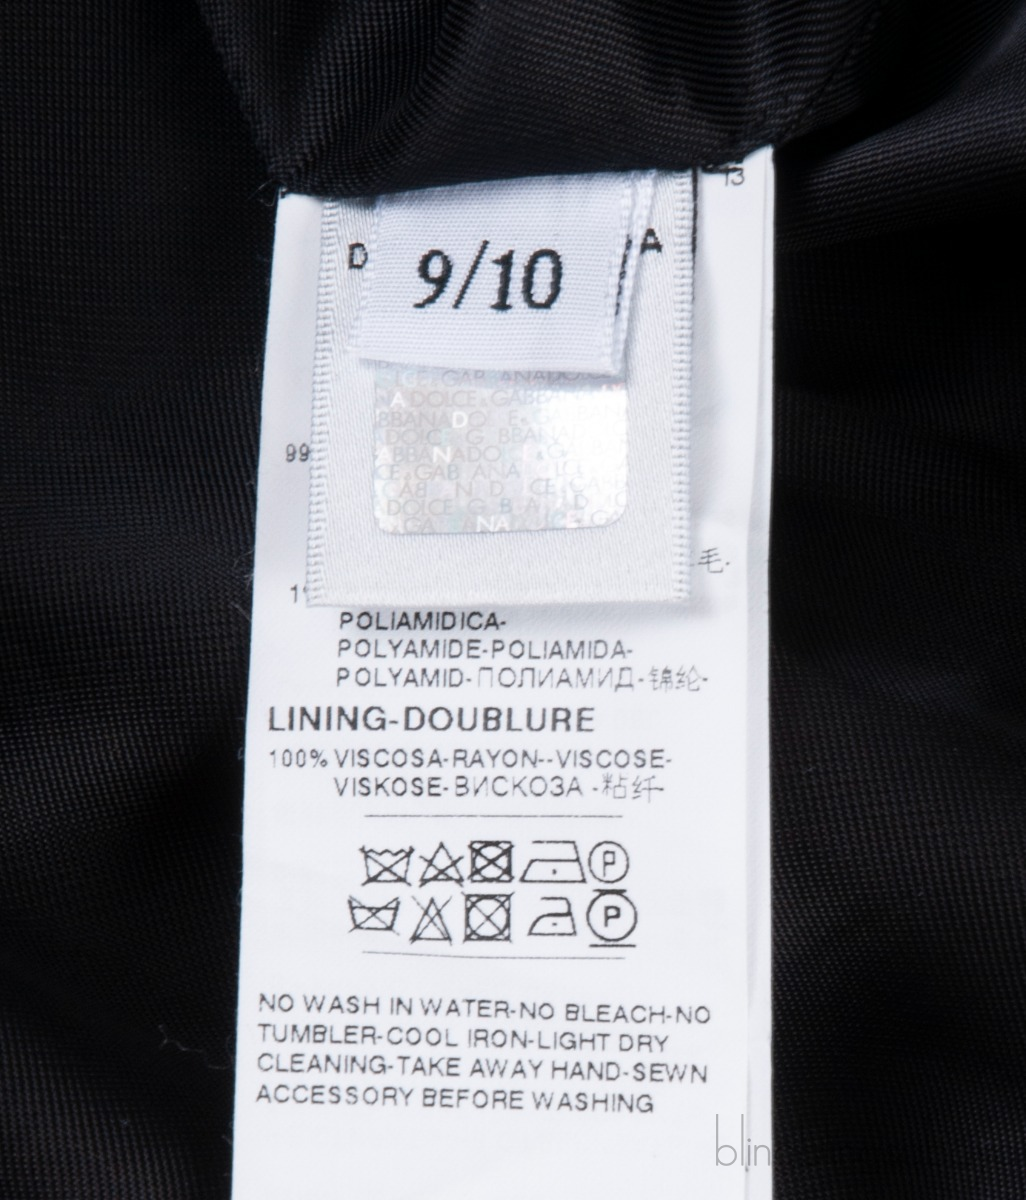 13
9/10
D A
DOLCE & GABBANA
99
毛-
POLIAMIDICA-
POLYAMIDE-POLIAMIDA-
POLYAMID-ПОЛИАМИД-锦纶-
LINING-DOUBLURE
100% VISCOSA-RAYON--VISCOSE-
VISKOSE-ВИСКОЗА -粘纤-
P
P
NO WASH IN WATER-NO BLEACH-NO
TUMBLER-COOL IRON-LIGHT DRY
CLEANING-TAKE AWAY HAND-SEWN
ACCESSORY BEFORE WASHING